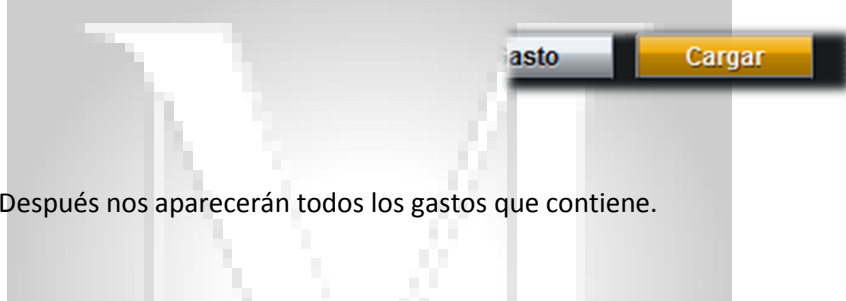 asto Cargar
Después nos aparecerán todos los gastos que contiene.